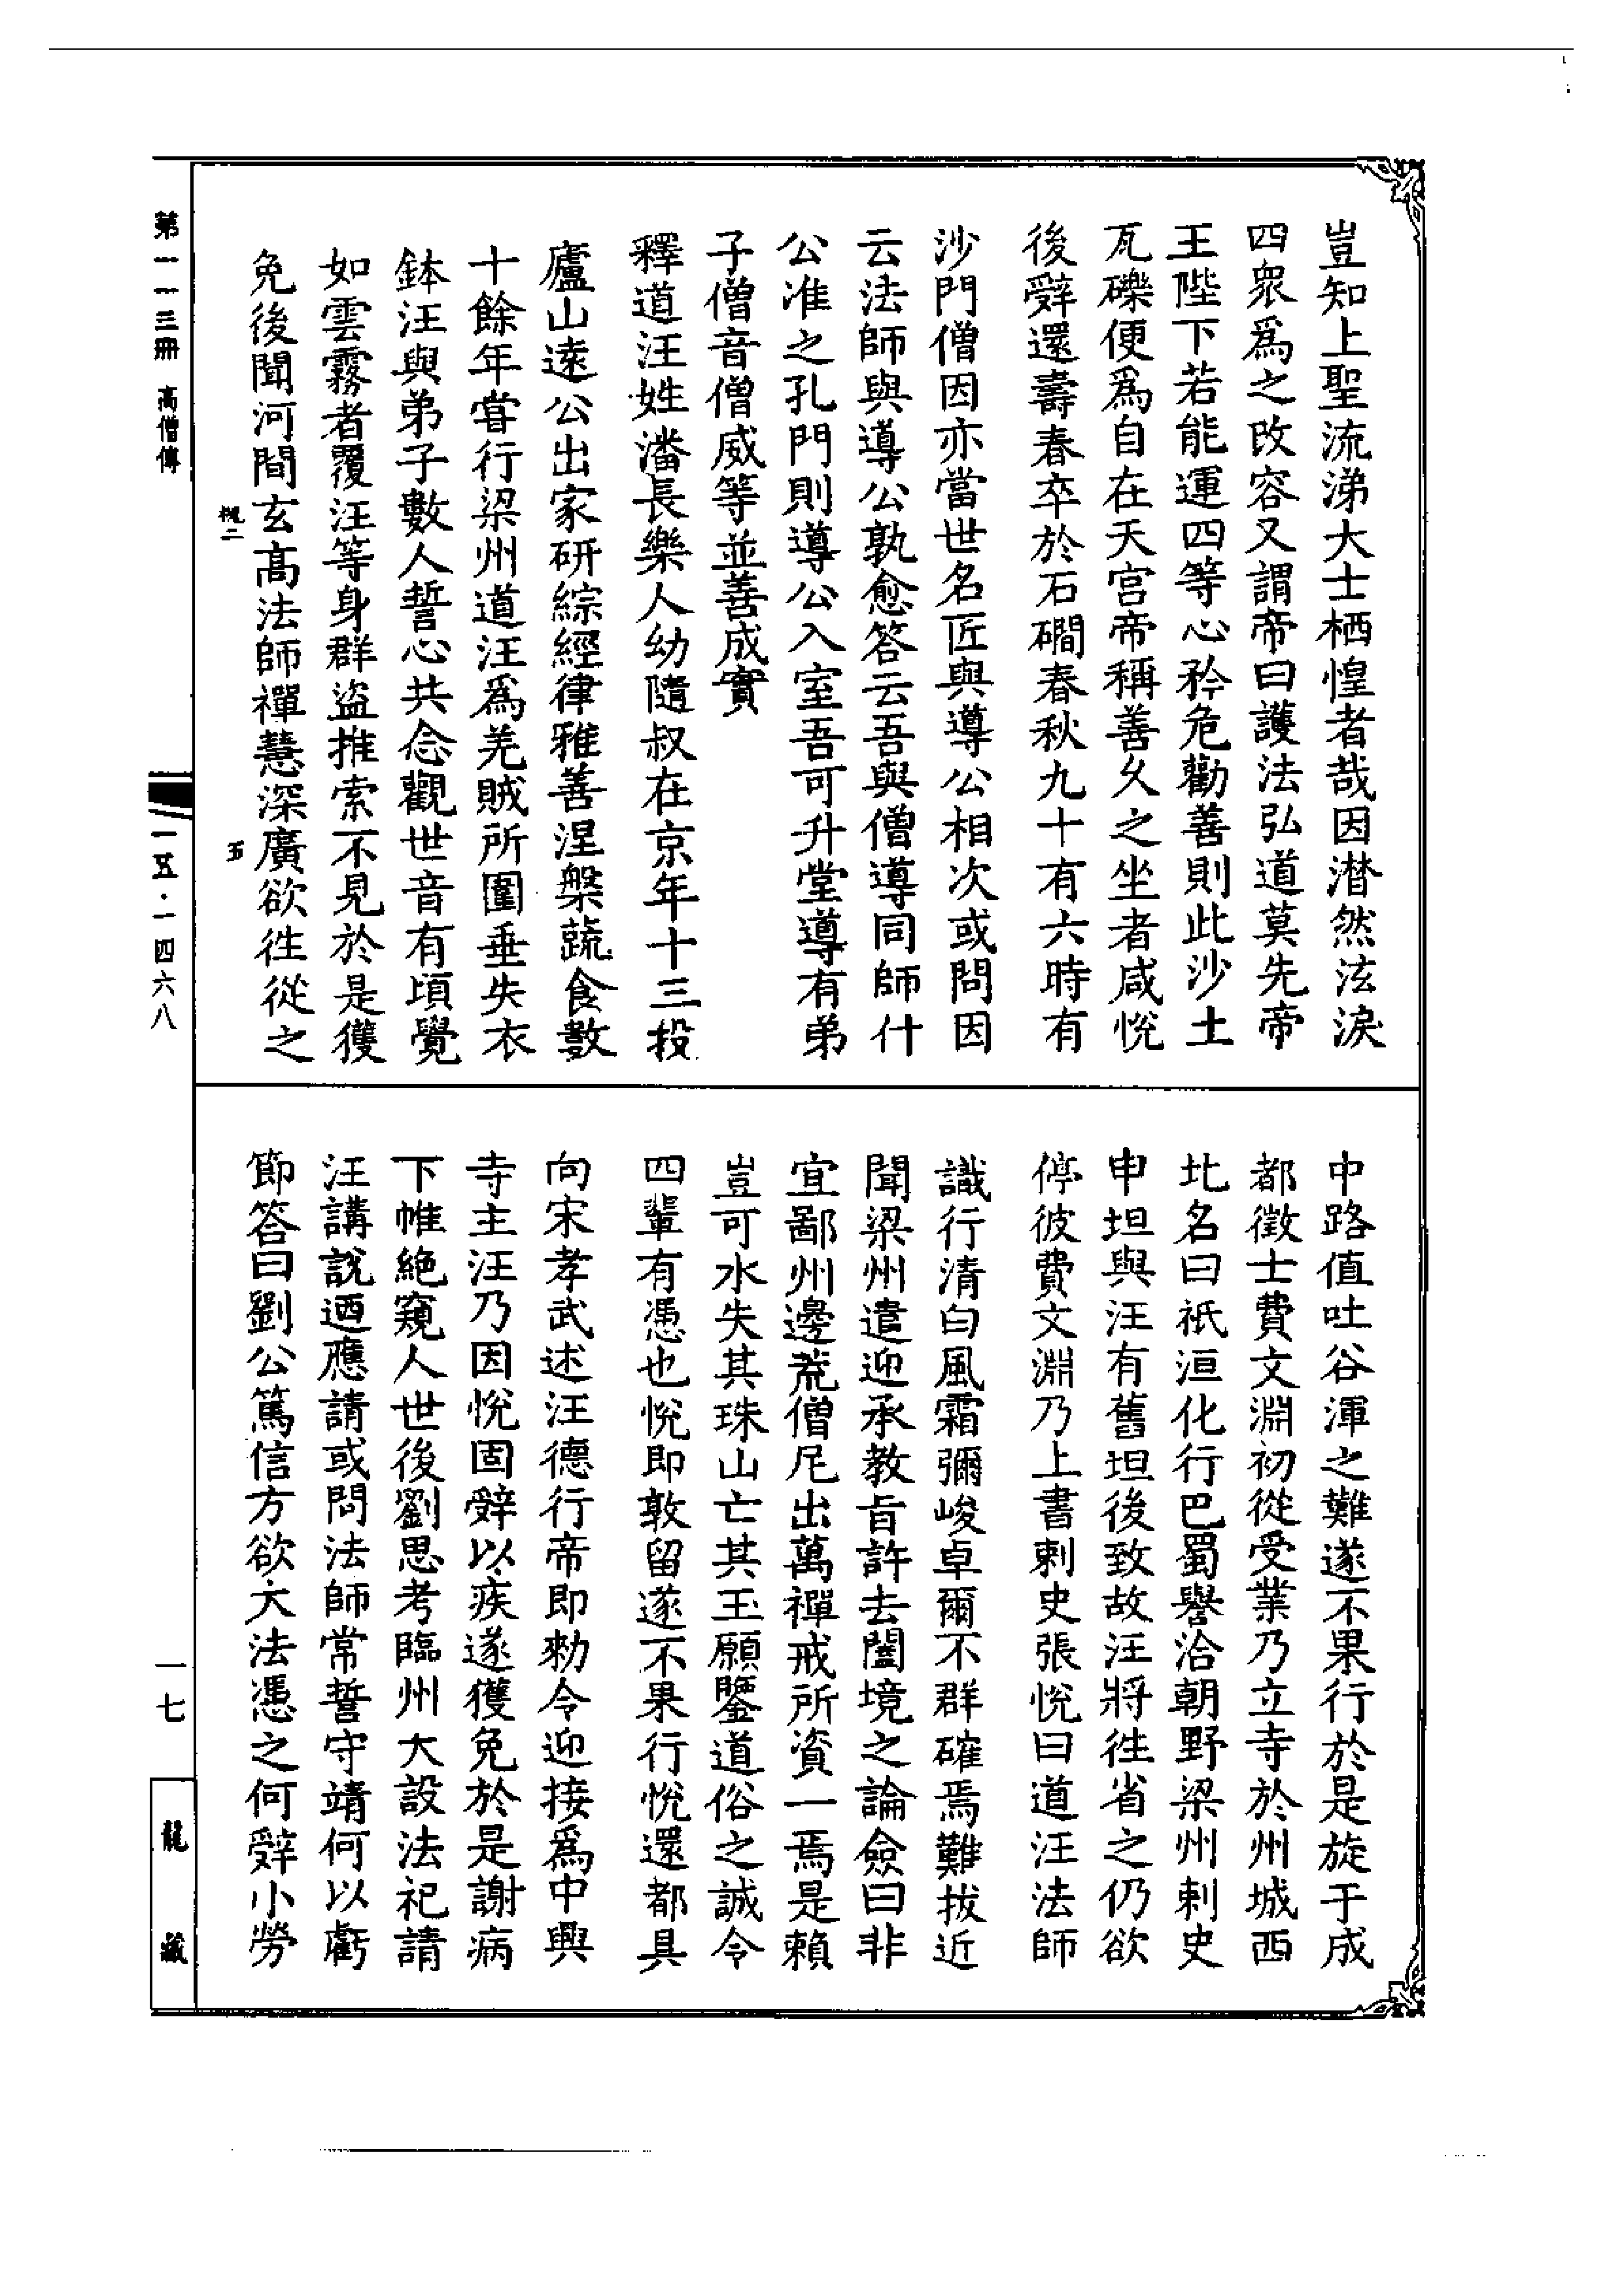 豈知上聖流涕大士栖惶者哉因潸然泫淚
四衆爲之改容又謂帝曰護法弘道莫先帝
王陛下若能運四等心矜危勸善則此沙土
瓦礫便爲自在天宮帝稱善久之坐者咸悅
後辭還壽春卒於石磵春秋九十有六時有
沙門僧因亦當世名匠與導公相次或問因
云法師與導公孰愈答云吾與僧導同師什
公准之孔門則導公入室吾可升堂導有弟
子僧音僧威等並善成實
釋道汪姓潘長樂人幼隨叔在京年十三投
廬山遠公出家研綜經律雅善涅槃蔬食數
十餘年嘗行梁州道汪爲羌賊所圍垂失衣
鉢汪與弟子數人誓心共念觀世音有頃覺
如雲霧者覆汪等身群盜推索不見於是獲
免後聞河間玄高法師禪慧深廣欲徃從之
中路值吐谷渾之難遂不果行於是旋于成
都徵士費文淵初從受業乃立寺於州城西
北名曰祇洹化行巴蜀譽洽朝野梁州刺史
申坦與汪有舊坦後致故汪將徃省之仍欲
停彼費文淵乃上書刺史張悅曰道汪法師
識行清白風霜彌峻卓爾不群確焉難拔近
聞梁州遣迎承教旨許去闔境之論僉曰非
宜鄙州邊荒僧尼出萬禪戒所資一焉是賴
豈可水失其珠山亡其玉願鑒道俗之誠令
四輩有憑也悅即敦留遂不果行悅還都具
向宋孝武述汪德行帝即勑令迎接爲中興
寺主汪乃因悅固辭以疾遂獲免於是謝病
下帷絕窺人世後劉思考臨州大設法祀請
汪講說迺應請或問法師常誓守靖何以虧
節答曰劉公篤信方欲大法憑之何辭小勞
槐二
五
第一一三冊 高僧傳
一五·一四六八
一七
龍藏